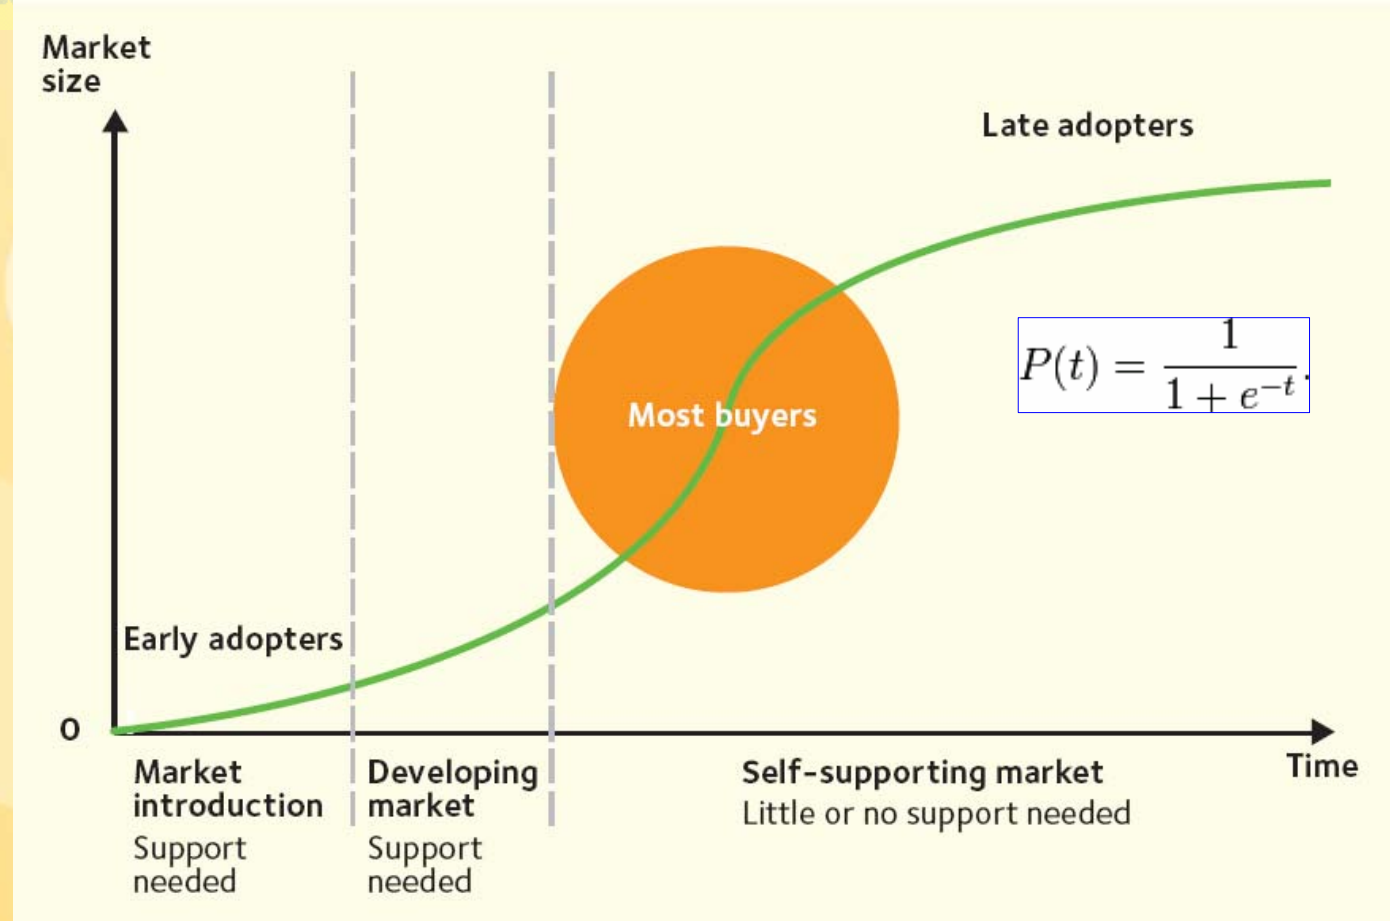 Market
size
Late adopters
P(t) = \frac{1}{1 + e^{-t}}.
Most buyers
Early adopters
0
Time
Market
introduction
Support
needed
Developing
market
Support
needed
Self-supporting market
Little or no support needed